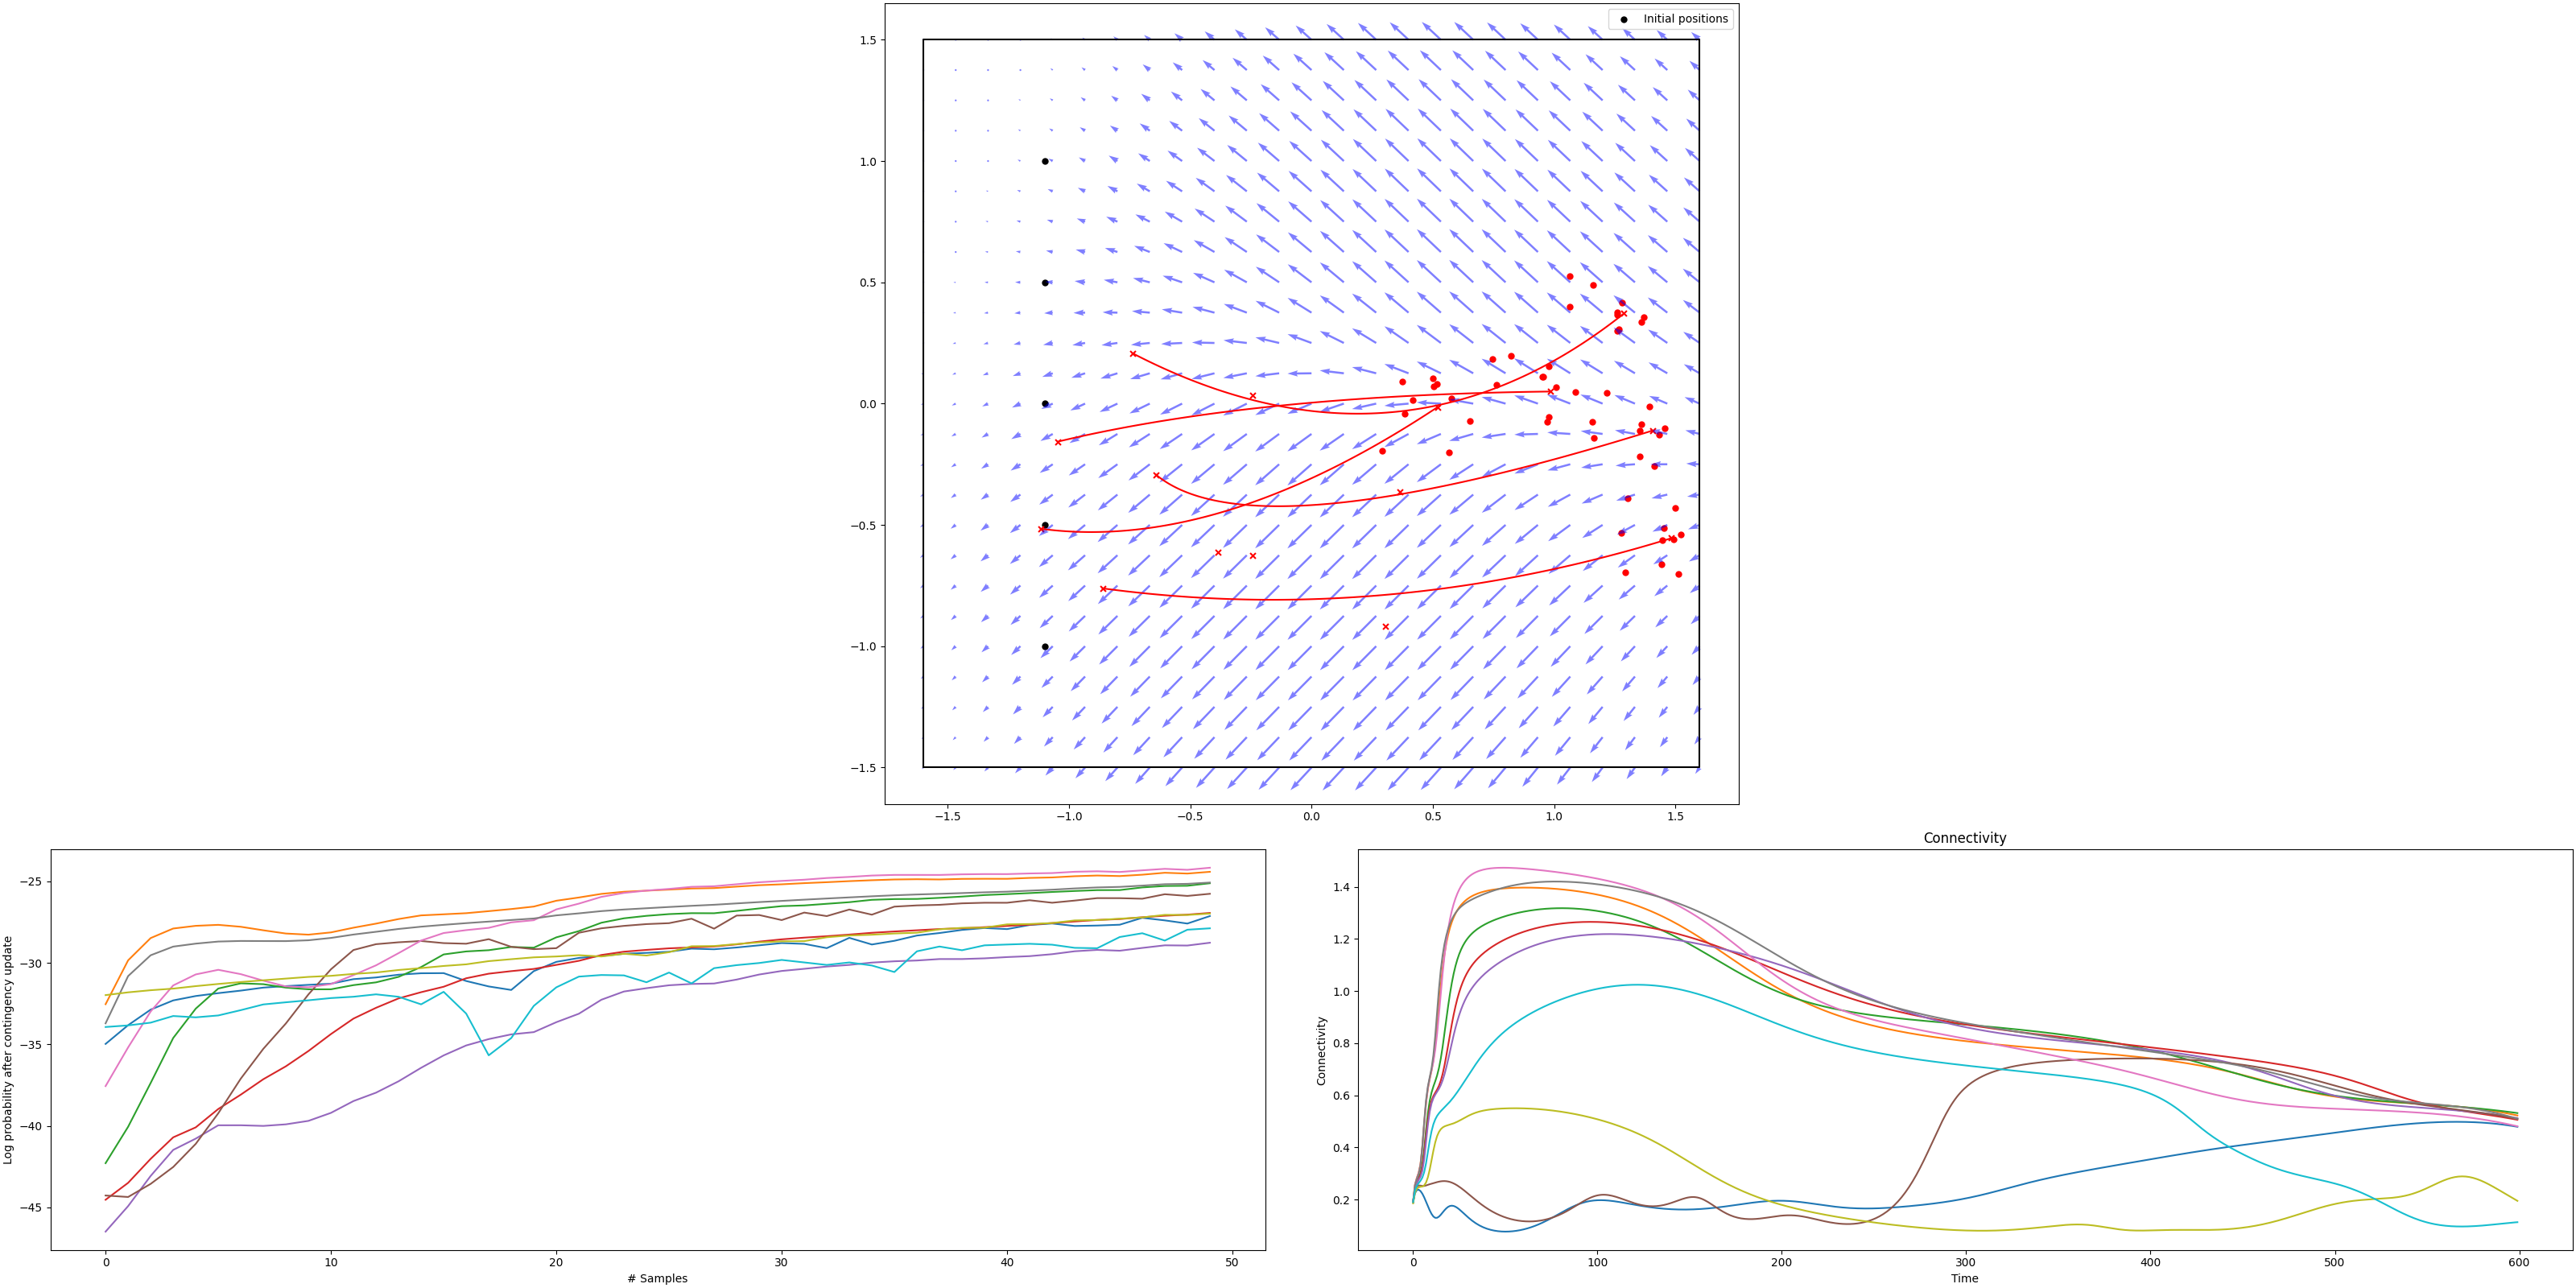 Initial positions
1.5
1.0
0.5
0.0
−0.5
−1.0
−1.5
−1.5 −1.0 −0.5 0.0 0.5 1.0 1.5
Log probability after contingency update
−25
−30
−35
−40
−45
0 10 20 30 40 50
# Samples
Connectivity
Connectivity
1.4
1.2
1.0
0.8
0.6
0.4
0.2
0 100 200 300 400 500 600
Time